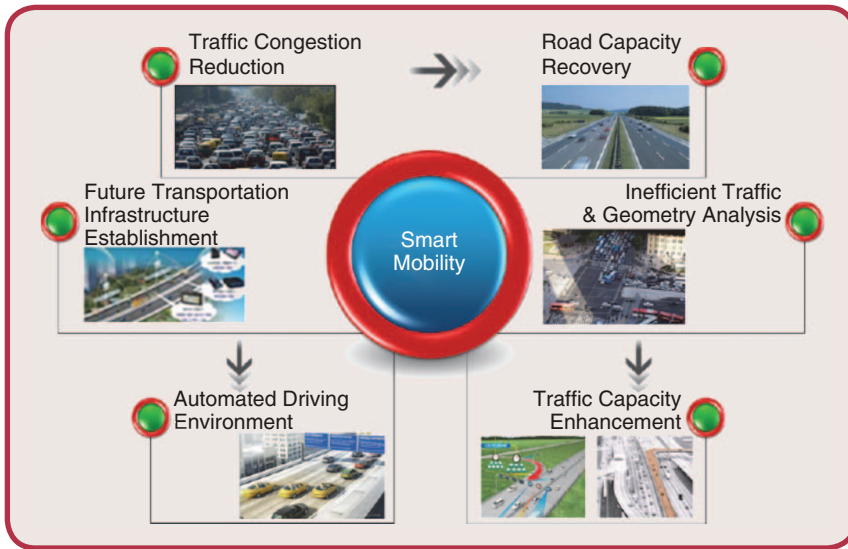 Traffic Congestion
Reduction
Road Capacity
Recovery
Future Transportation
Infrastructure
Establishment
Inefficient Traffic
& Geometry Analysis
Smart
Mobility
Automated Driving
Environment
Traffic Capacity
Enhancement